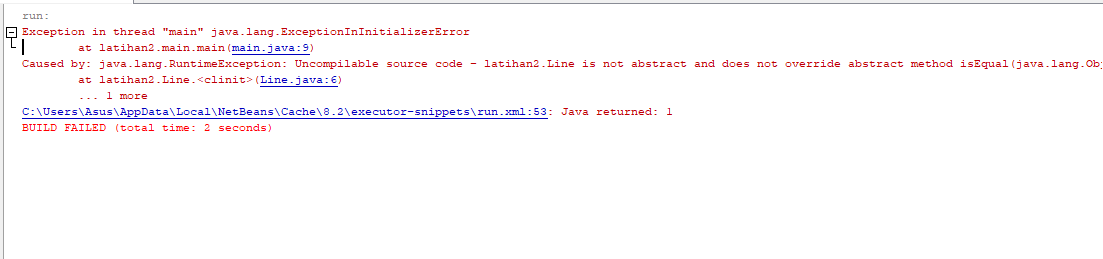 run:
Exception in thread "main" java.lang.ExceptionInInitializerError
at latihan2.main.main(main.java:9)
Caused by: java.lang.RuntimeException: Uncompilable source code - latihan2.Line is not abstract and does not override abstract method isEqual(java.lang.Obj
at latihan2.Line.<clinit>(Line.java:6)
... 1 more
C:\Users\Asus\AppData\Local\NetBeans\Cache\8.2\executor-snippets\run.xml:53: Java returned: 1
BUILD FAILED (total time: 2 seconds)